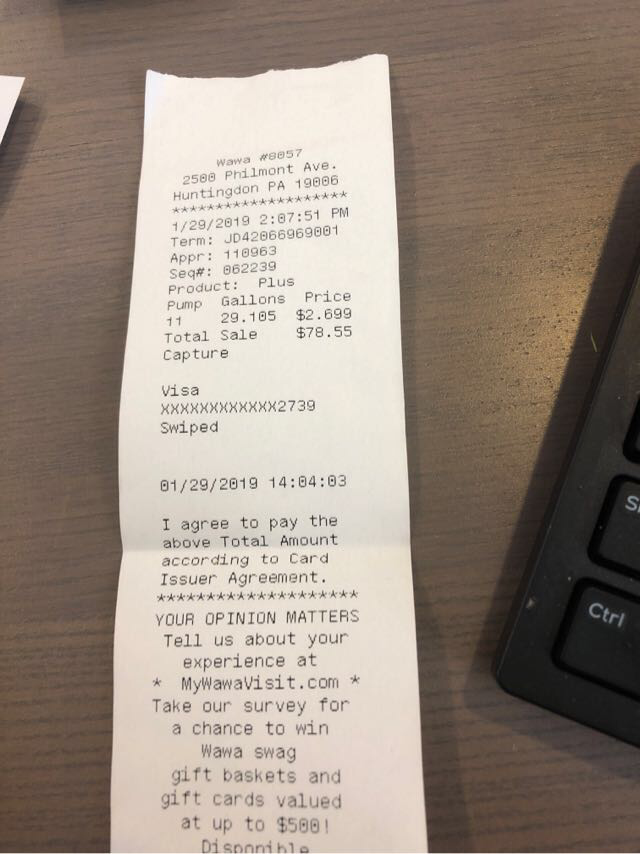 Wawa #8057
2500 Philmont Ave.
Huntingdon PA 19006
********************
1/29/2019 2:07:51 PM
Term: JD42066969001
Appr: 110963
Seq#: 062239
Product: Plus
Pump Gallons Price
11 29.105 $2.699
Total Sale $78.55
Capture
Visa
XXXXXXXXXXXX2739
Swiped
01/29/2019 14:04:03
I agree to pay the
above Total Amount
according to Card
Issuer Agreement.
********************
YOUR OPINION MATTERS
Tell us about your
experience at
* MyWawaVisit.com *
Take our survey for
a chance to win
Wawa swag
gift baskets and
gift cards valued
at up to $500!
Disponible
Ctrl